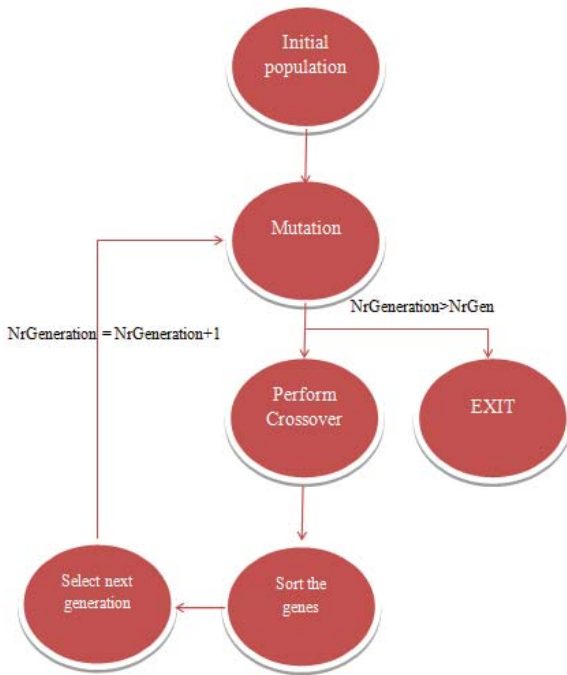 Initial
population
Mutation
NrGeneration>NrGen
NrGeneration = NrGeneration+1
Perform
Crossover
EXIT
Select next
generation
Sort the
genes